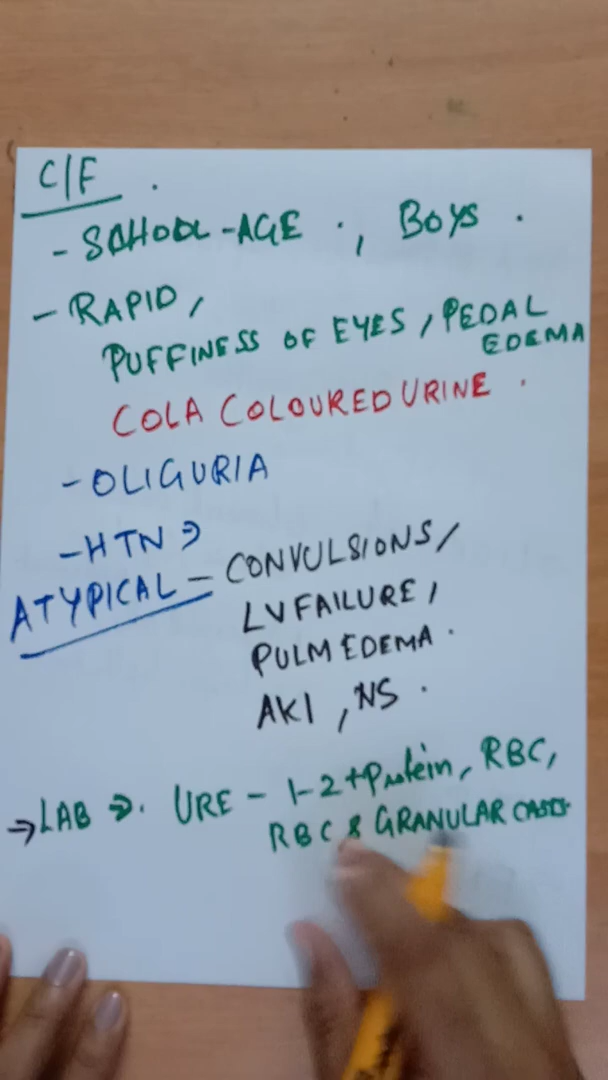 C/F .
- SCHOOL-AGE ., BOYS .
- RAPID,
PUFFINESS OF EYES, PEDAL
EDEMA
COLA COLOURED URINE .
- OLIGURIA
- HTN →
ATYPICAL - CONVULSIONS,
LV FAILURE,
PULM EDEMA .
AKI, NS .
→ LAB → . URE - 1-2+ Protein, RBC,
RBC & GRANULAR CASTS